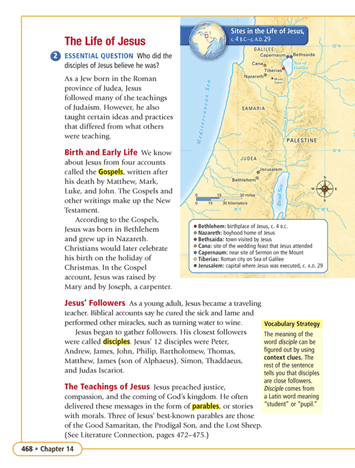 The Life of Jesus
2 ESSENTIAL QUESTION Who did the
disciples of Jesus believe he was?
As a Jew born in the Roman
province of Judea, Jesus
followed many of the teachings
of Judaism. However, he also
taught certain ideas and practices
that differed from what others
were teaching.
Birth and Early Life We know
about Jesus from four accounts
called the Gospels, written after
his death by Matthew, Mark,
Luke, and John. The Gospels and
other writings make up the New
Testament.
According to the Gospels,
Jesus was born in Bethlehem
and grew up in Nazareth.
Christians would later celebrate
his birth on the holiday of
Christmas. In the Gospel
account, Jesus was raised by
Mary and by Joseph, a carpenter.
Sites in the Life of Jesus,
c. 4 B.C.–c. A.D. 29
GALILEE
Capernaum
Bethsaida
Cana
Sea of
Galilee
Tiberias
Nazareth
Mount
Tabor
Mediterranean Sea
SAMARIA
PALESTINE
JUDEA
Jerusalem
Bethlehem
Dead Sea
N
W
E
S
0 15 30 miles
0 15 30 kilometers
Bethlehem: birthplace of Jesus, c. 4 B.C.
Nazareth: boyhood home of Jesus
Bethsaida: town visited by Jesus
Cana: site of the wedding feast that Jesus attended
Capernaum: near site of Sermon on the Mount
Tiberias: Roman city on Sea of Galilee
Jerusalem: capital where Jesus was executed, c. A.D. 29
Jesus' Followers As a young adult, Jesus became a traveling
teacher. Biblical accounts say he cured the sick and lame and
performed other miracles, such as turning water to wine.
Jesus began to gather followers. His closest followers
were called disciples. Jesus' 12 disciples were Peter,
Andrew, James, John, Philip, Bartholomew, Thomas,
Matthew, James (son of Alphaeus), Simon, Thaddaeus,
and Judas Iscariot.
The Teachings of Jesus Jesus preached justice,
compassion, and the coming of God's kingdom. He often
delivered these messages in the form of parables, or stories
with morals. Three of Jesus' best-known parables are those
of the Good Samaritan, the Prodigal Son, and the Lost Sheep.
(See Literature Connection, pages 472–475.)
Vocabulary Strategy
The meaning of the
word disciple can be
figured out by using
context clues. The
rest of the sentence
tells you that disciples
are close followers.
Disciple comes from
a Latin word meaning
"student" or "pupil."
468 • Chapter 14